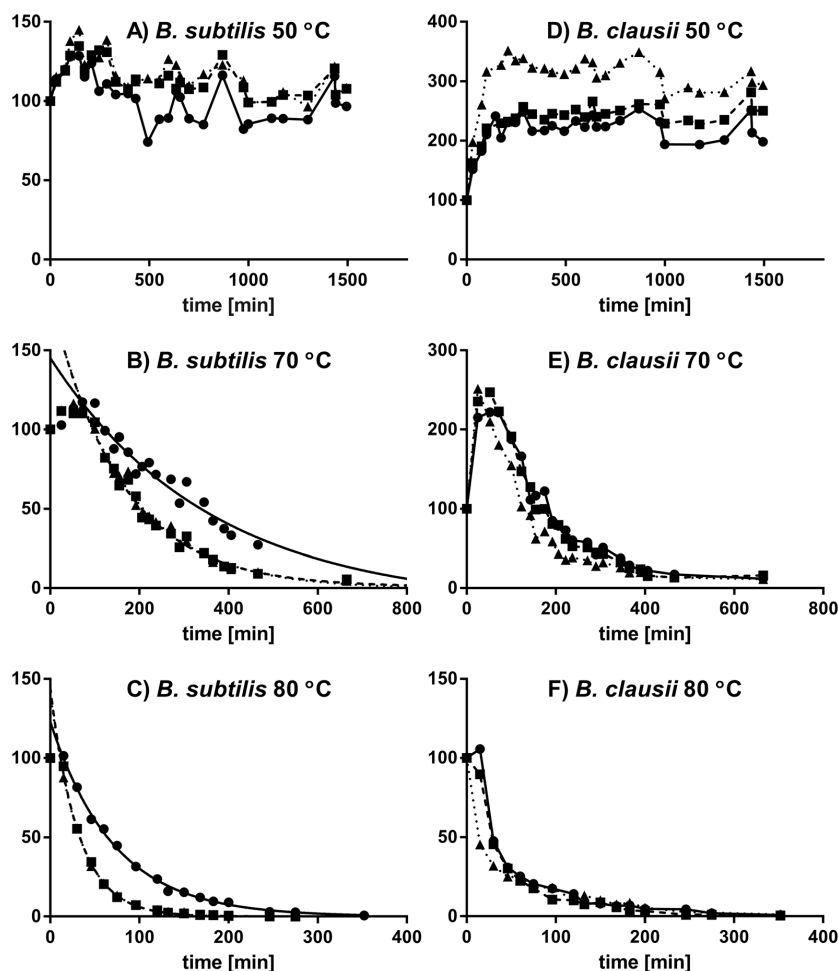 A) B. subtilis 50 °C
150
100
50
0
0 500 1000 1500
time [min]
D) B. clausii 50 °C
400
300
200
100
0
0 500 1000 1500
time [min]
B) B. subtilis 70 °C
150
100
50
0
0 200 400 600 800
time [min]
E) B. clausii 70 °C
300
200
100
0
0 200 400 600 800
time [min]
C) B. subtilis 80 °C
150
100
50
0
0 100 200 300 400
time [min]
F) B. clausii 80 °C
150
100
50
0
0 100 200 300 400
time [min]